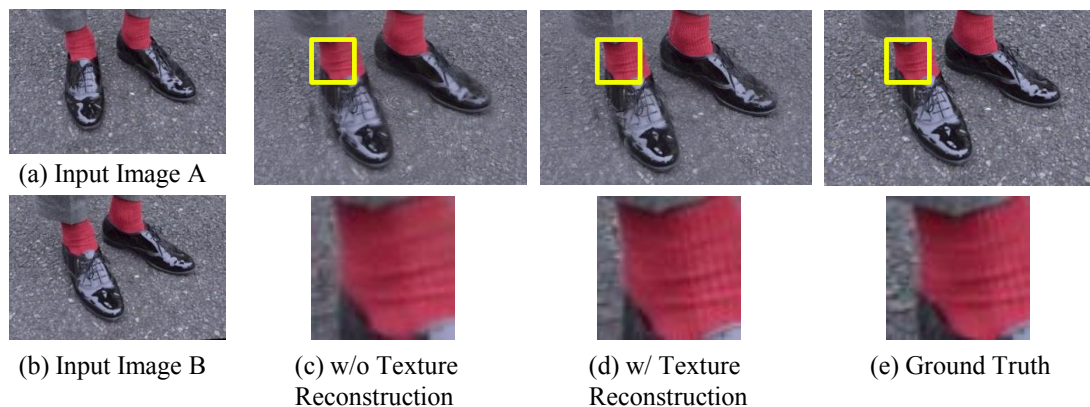 (a) Input Image A
(b) Input Image B
(c) w/o Texture
Reconstruction
(d) w/ Texture
Reconstruction
(e) Ground Truth